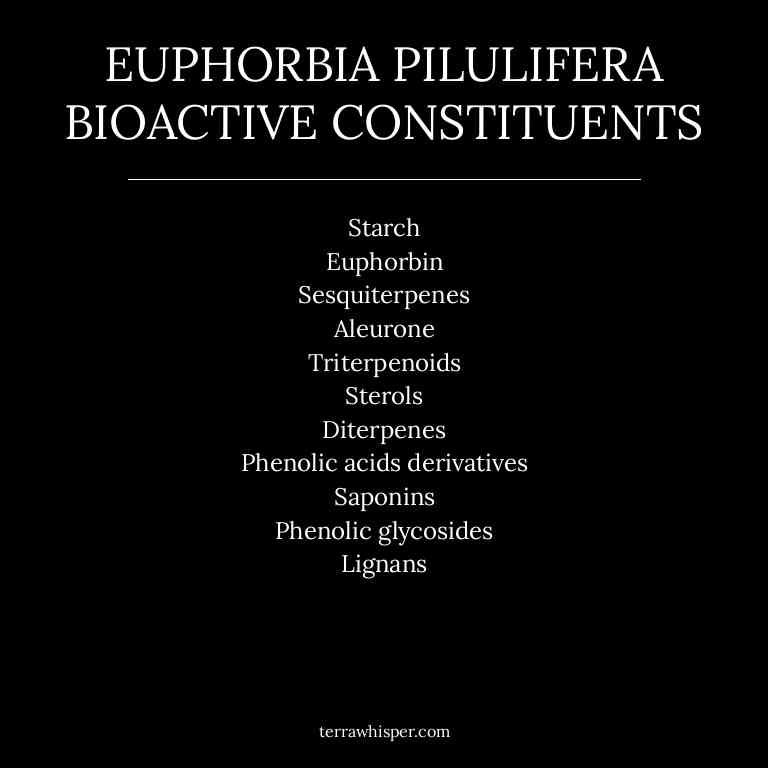 EUPHORBIA PILULIFERA
BIOACTIVE CONSTITUENTS
Starch
Euphorbin
Sesquiterpenes
Aleurone
Triterpenoids
Sterols
Diterpenes
Phenolic acids derivatives
Saponins
Phenolic glycosides
Lignans
terrawhisper.com